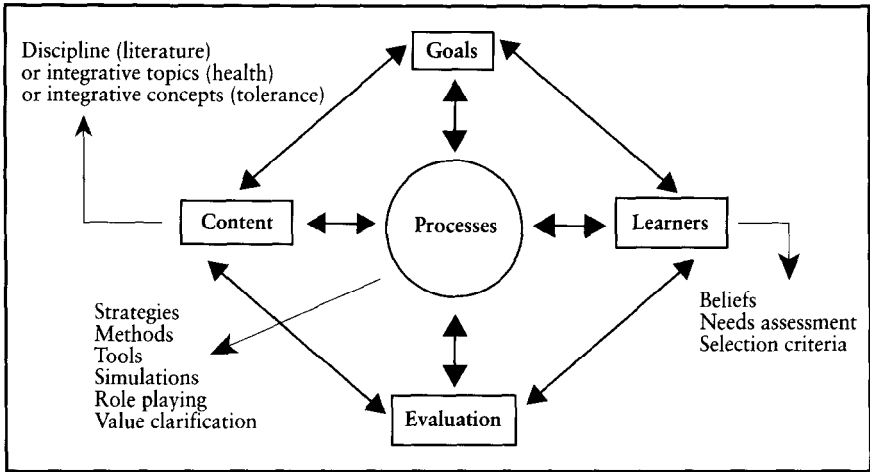 Discipline (literature)
or integrative topics (health)
or integrative concepts (tolerance)
Goals
Content
Processes
Learners
Strategies
Methods
Tools
Simulations
Role playing
Value clarification
Beliefs
Needs assessment
Selection criteria
Evaluation